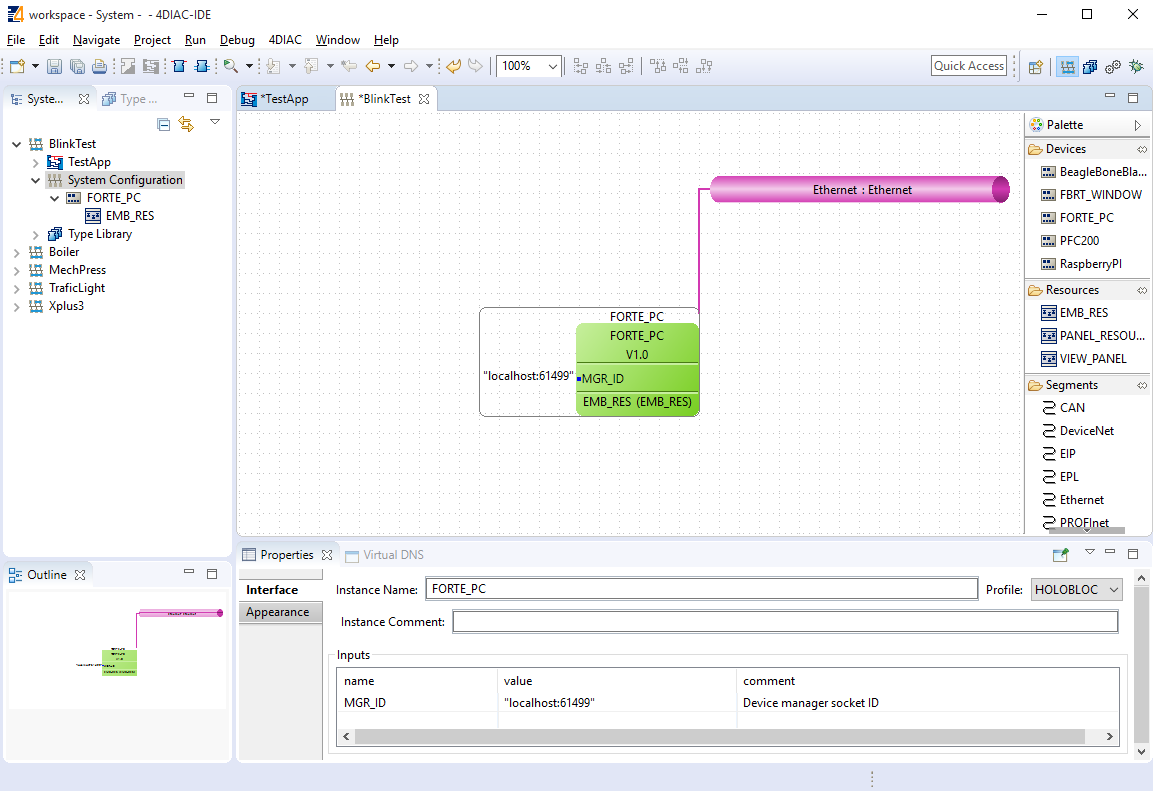 workspace - System -  - 4DIAC-IDE
File Edit Navigate Project Run Debug 4DIAC Window Help
100%
Quick Access
Syste...
Type ...
BlinkTest
TestApp
System Configuration
FORTE_PC
EMB_RES
Type Library
Boiler
MechPress
TraficLight
Xplus3
*TestApp
*BlinkTest
Ethernet : Ethernet
FORTE_PC
FORTE_PC
V1.0
"localhost:61499"
MGR_ID
EMB_RES (EMB_RES)
Palette
Devices
BeagleBoneBla...
FBRT_WINDOW
FORTE_PC
PFC200
RaspberryPI
Resources
EMB_RES
PANEL_RESOU...
VIEW_PANEL
Segments
CAN
DeviceNet
EIP
EPL
Ethernet
PROFInet
Outline
Properties
Virtual DNS
Interface
Appearance
Instance Name: FORTE_PC
Profile: HOLOBLOC
Instance Comment:
Inputs
name value comment
MGR_ID "localhost:61499" Device manager socket ID